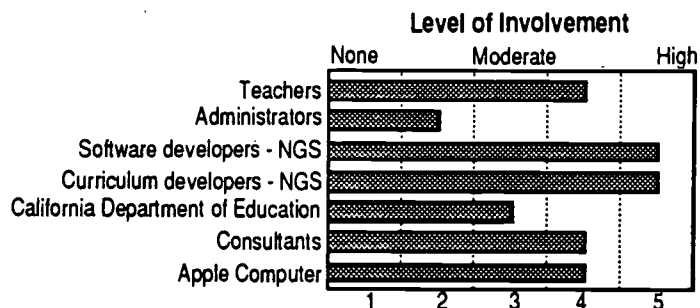 Level of Involvement
None Moderate High
Teachers
Administrators
Software developers - NGS
Curriculum developers - NGS
California Department of Education
Consultants
Apple Computer
1 2 3 4 5